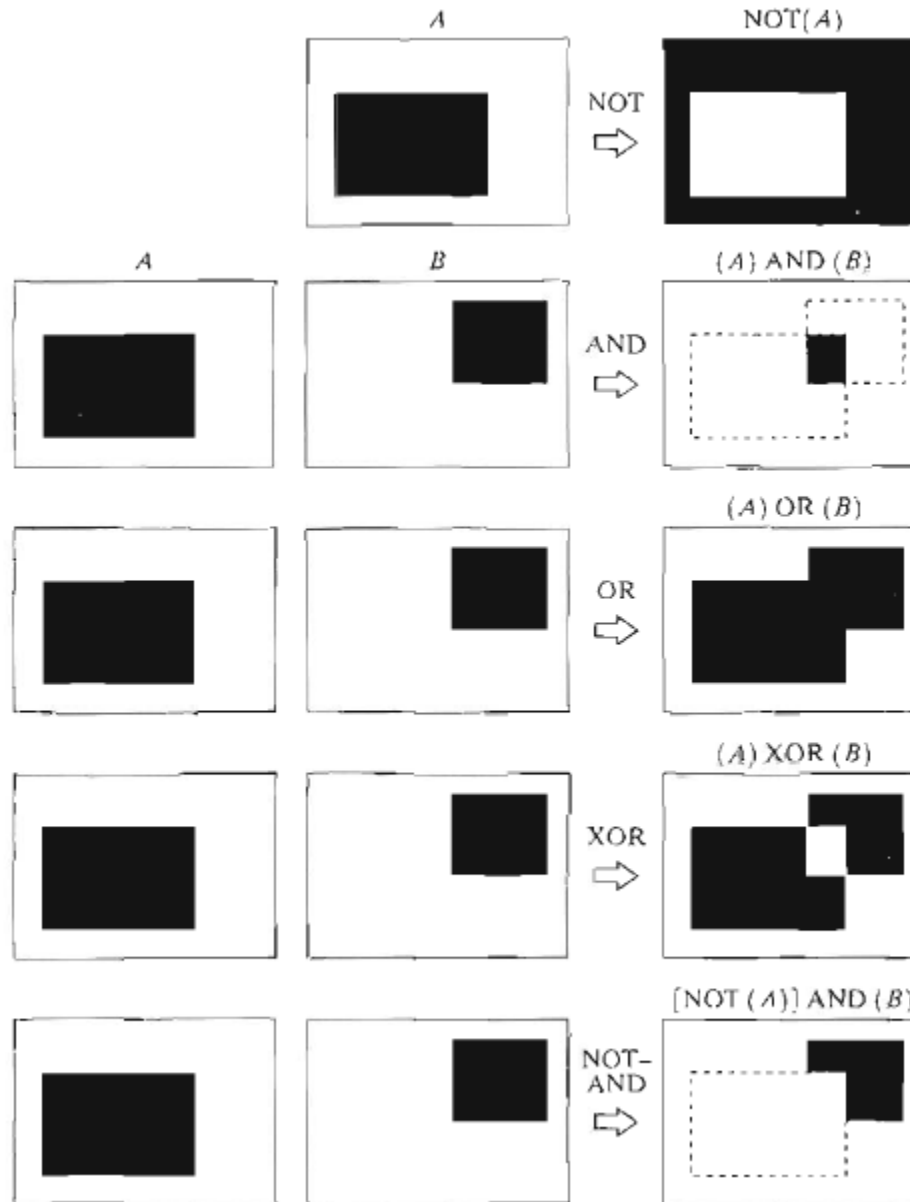 A NOT(A)
NOT
A B (A) AND (B)
AND
(A) OR (B)
OR
(A) XOR (B)
XOR
[NOT (A)] AND (B)
NOT–
AND